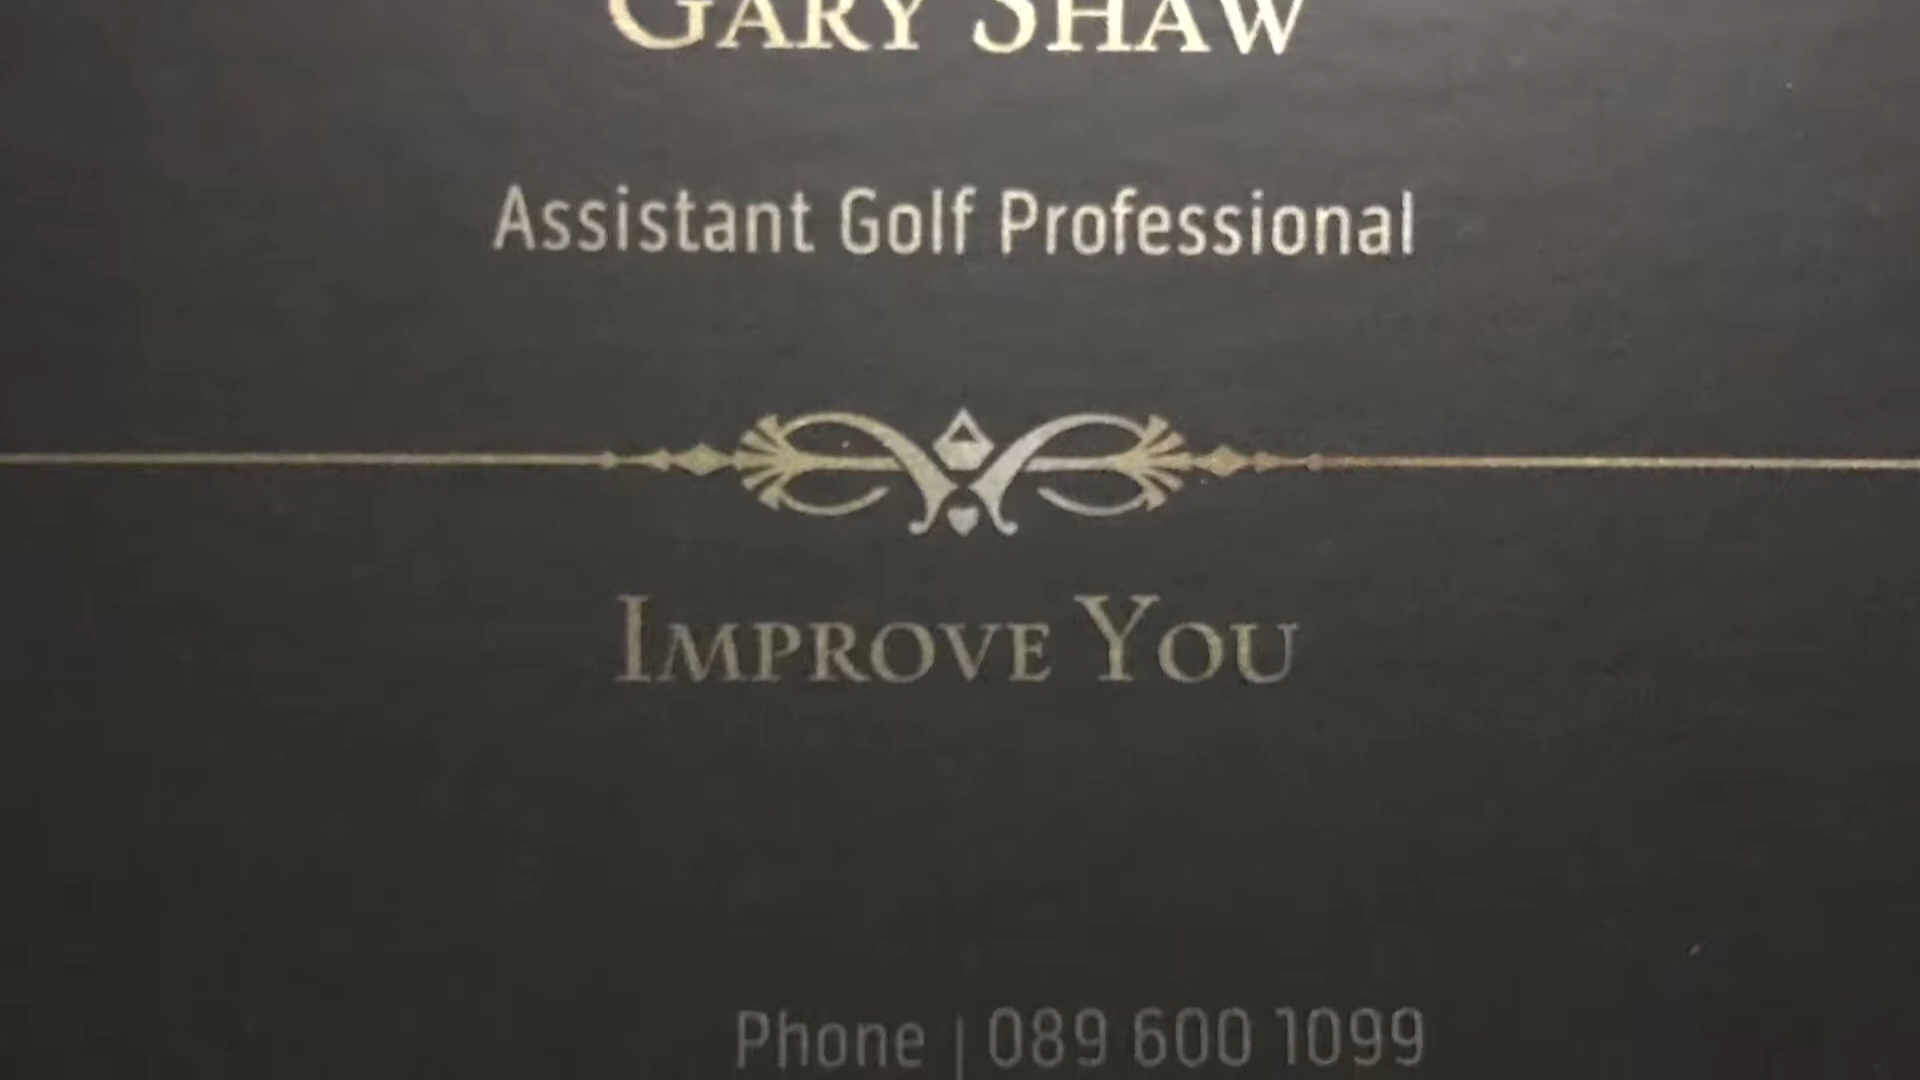 GARY SHAW
Assistant Golf Professional
IMPROVE YOU
Phone | 089 600 1099